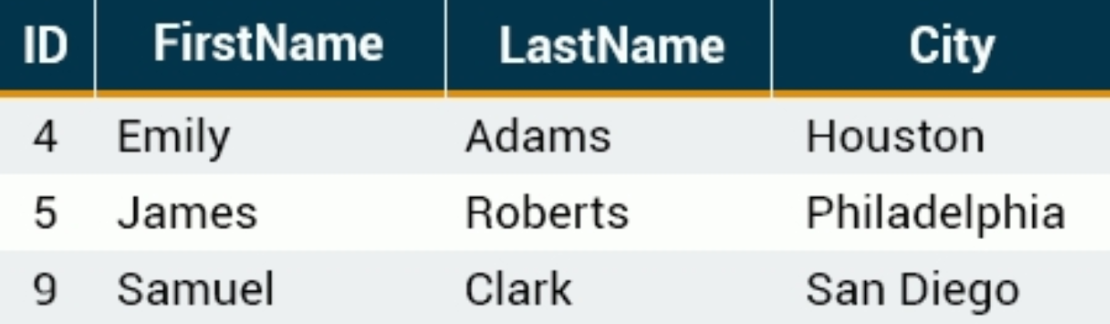 ID FirstName LastName City
4 Emily Adams Houston
5 James Roberts Philadelphia
9 Samuel Clark San Diego